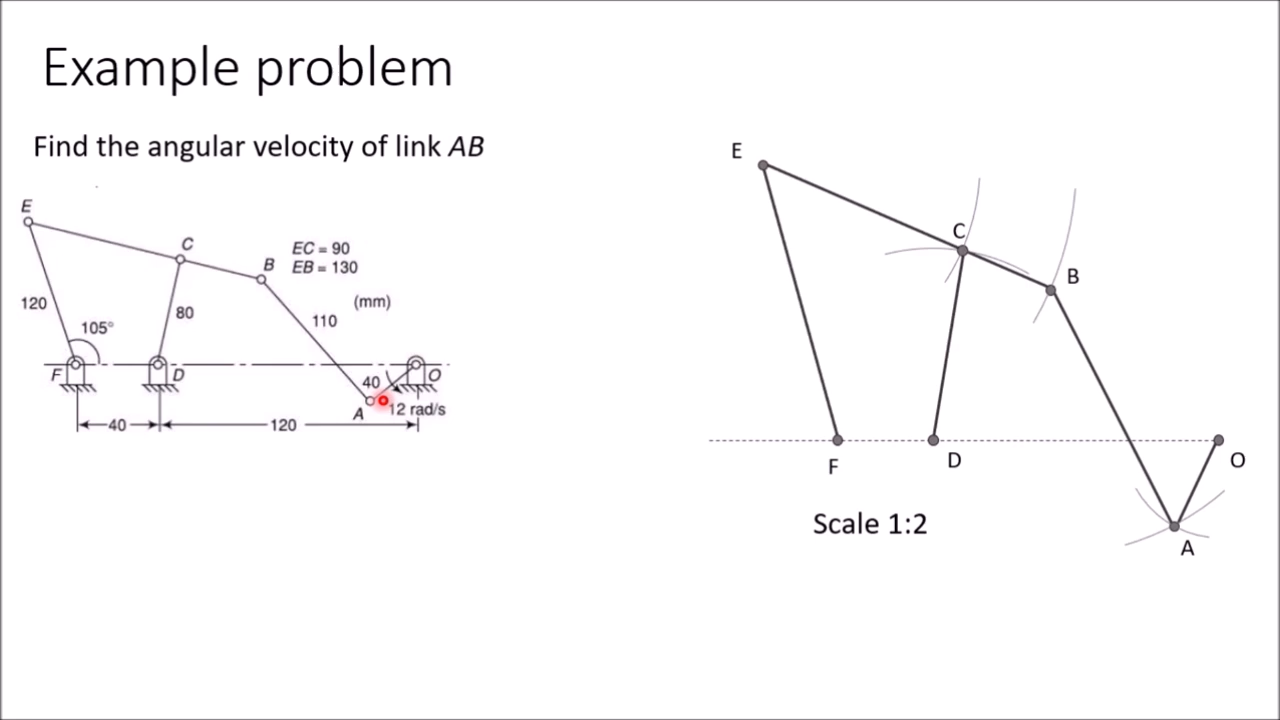 Example problem
Find the angular velocity of link AB
E
C
B
EC = 90
EB = 130
(mm)
120
105°
80
110
F
D
40
O
A
12 rad/s
40
120
E
C
B
F
D
O
A
Scale 1:2